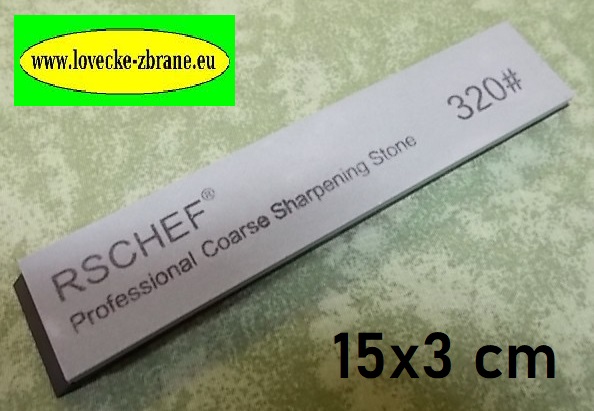 www.lovecke-zbrane.eu
320#
RSCHEF®
Professional Coarse Sharpening Stone
15x3 cm